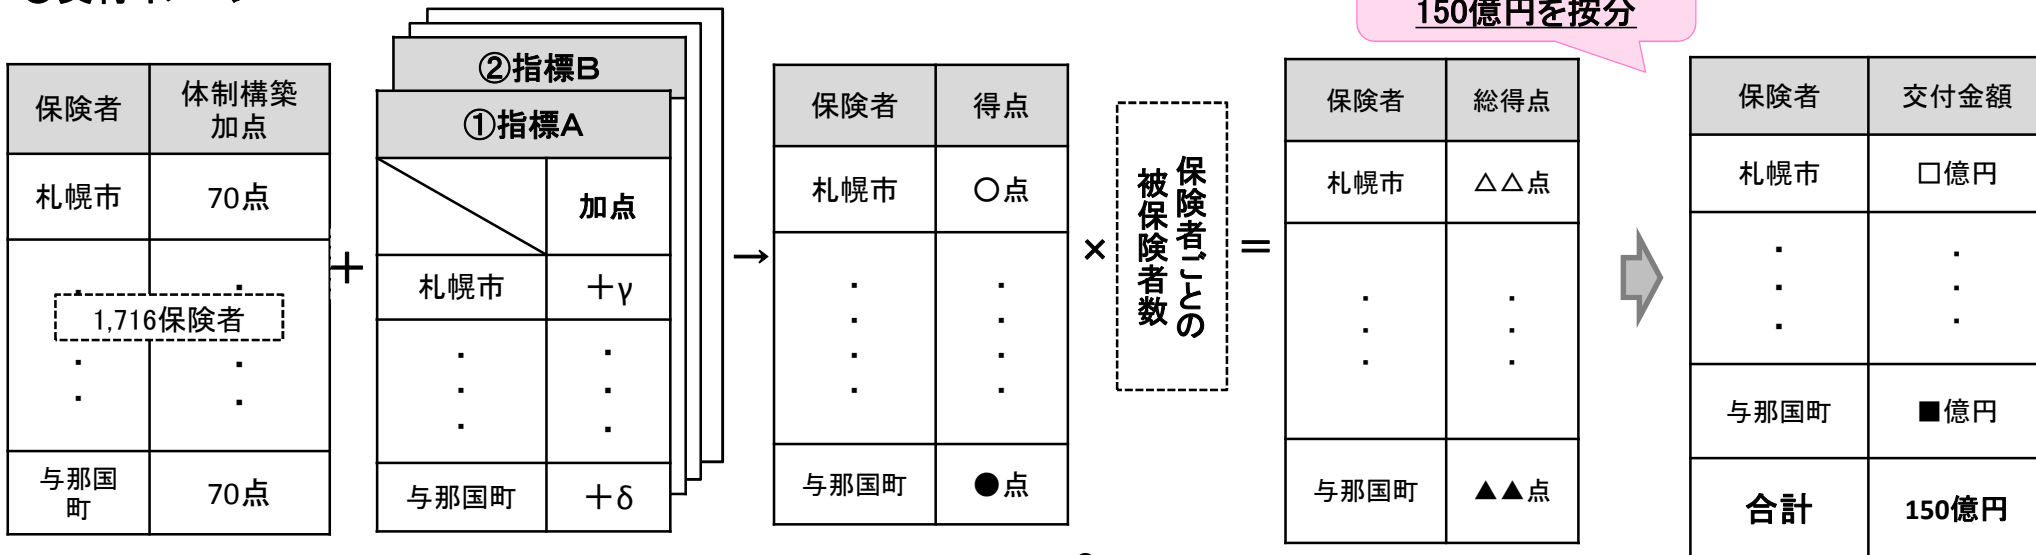 150億円を按分
保険者
体制構築
加点
札幌市
70点
・
・
1,716保険者
・
・
・
・
与那国
町
70点
＋
②指標B
①指標A
加点
札幌市
＋γ
・
・
・
・
・
・
与那国町
＋δ
→
保険者
得点
札幌市
〇点
・
・
・
・
・
・
・
・
与那国町
●点
×
保険者ごとの
被保険者数
＝
保険者
総得点
札幌市
△△点
・
・
・
・
・
・
与那国町
▲▲点
保険者
交付金額
札幌市
□億円
・
・
・
・
・
・
与那国町
■億円
合計
150億円